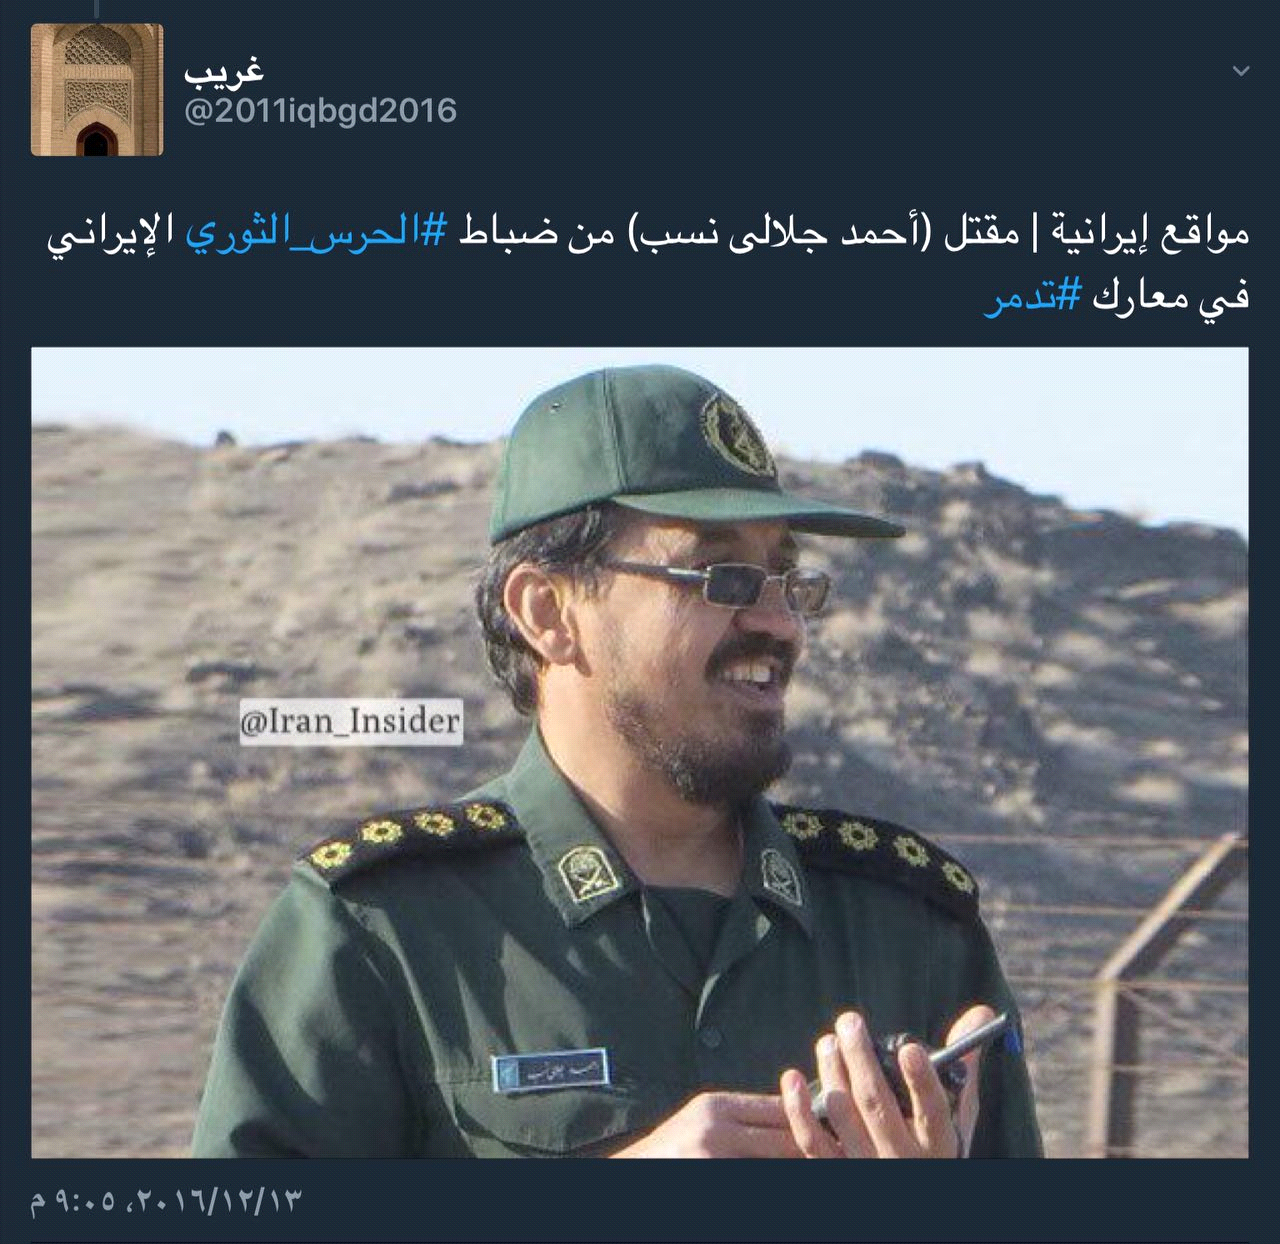 غريب
@2011iqbgd2016
مواقع إيرانية | مقتل (أحمد جلالى نسب) من ضباط #الحرس_الثوري الإيراني
في معارك #تدمر
@Iran_Insider
٢٠١٦/١٢/١٣، ٩:٠٥ م